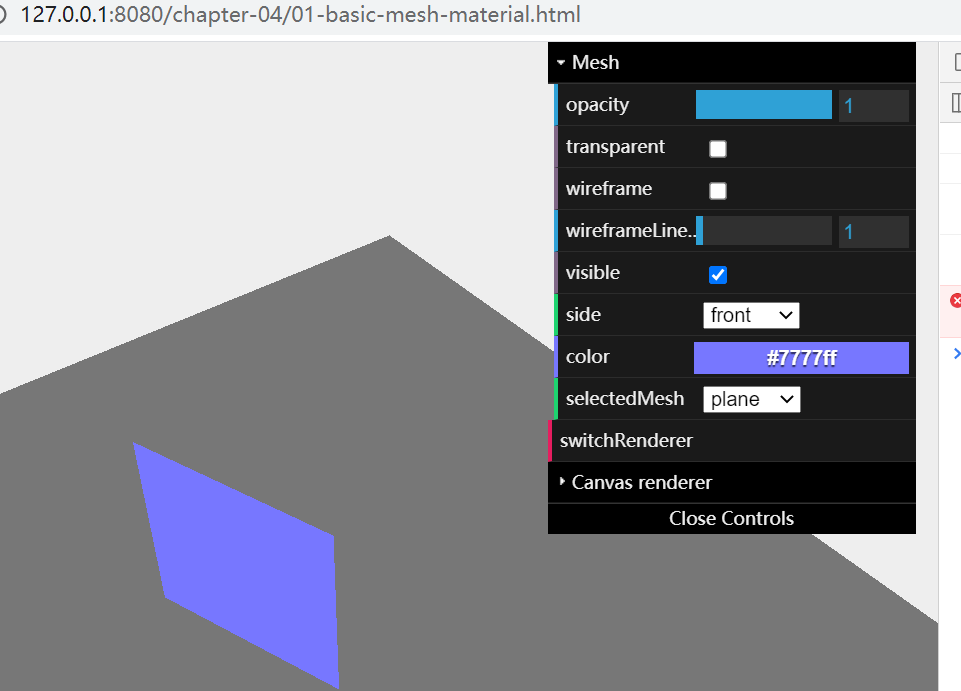 127.0.0.1:8080/chapter-04/01-basic-mesh-material.html
Mesh
opacity 1
transparent
wireframe
wireframeLine.. 1
visible
side front
color #7777ff
selectedMesh plane
switchRenderer
Canvas renderer
Close Controls